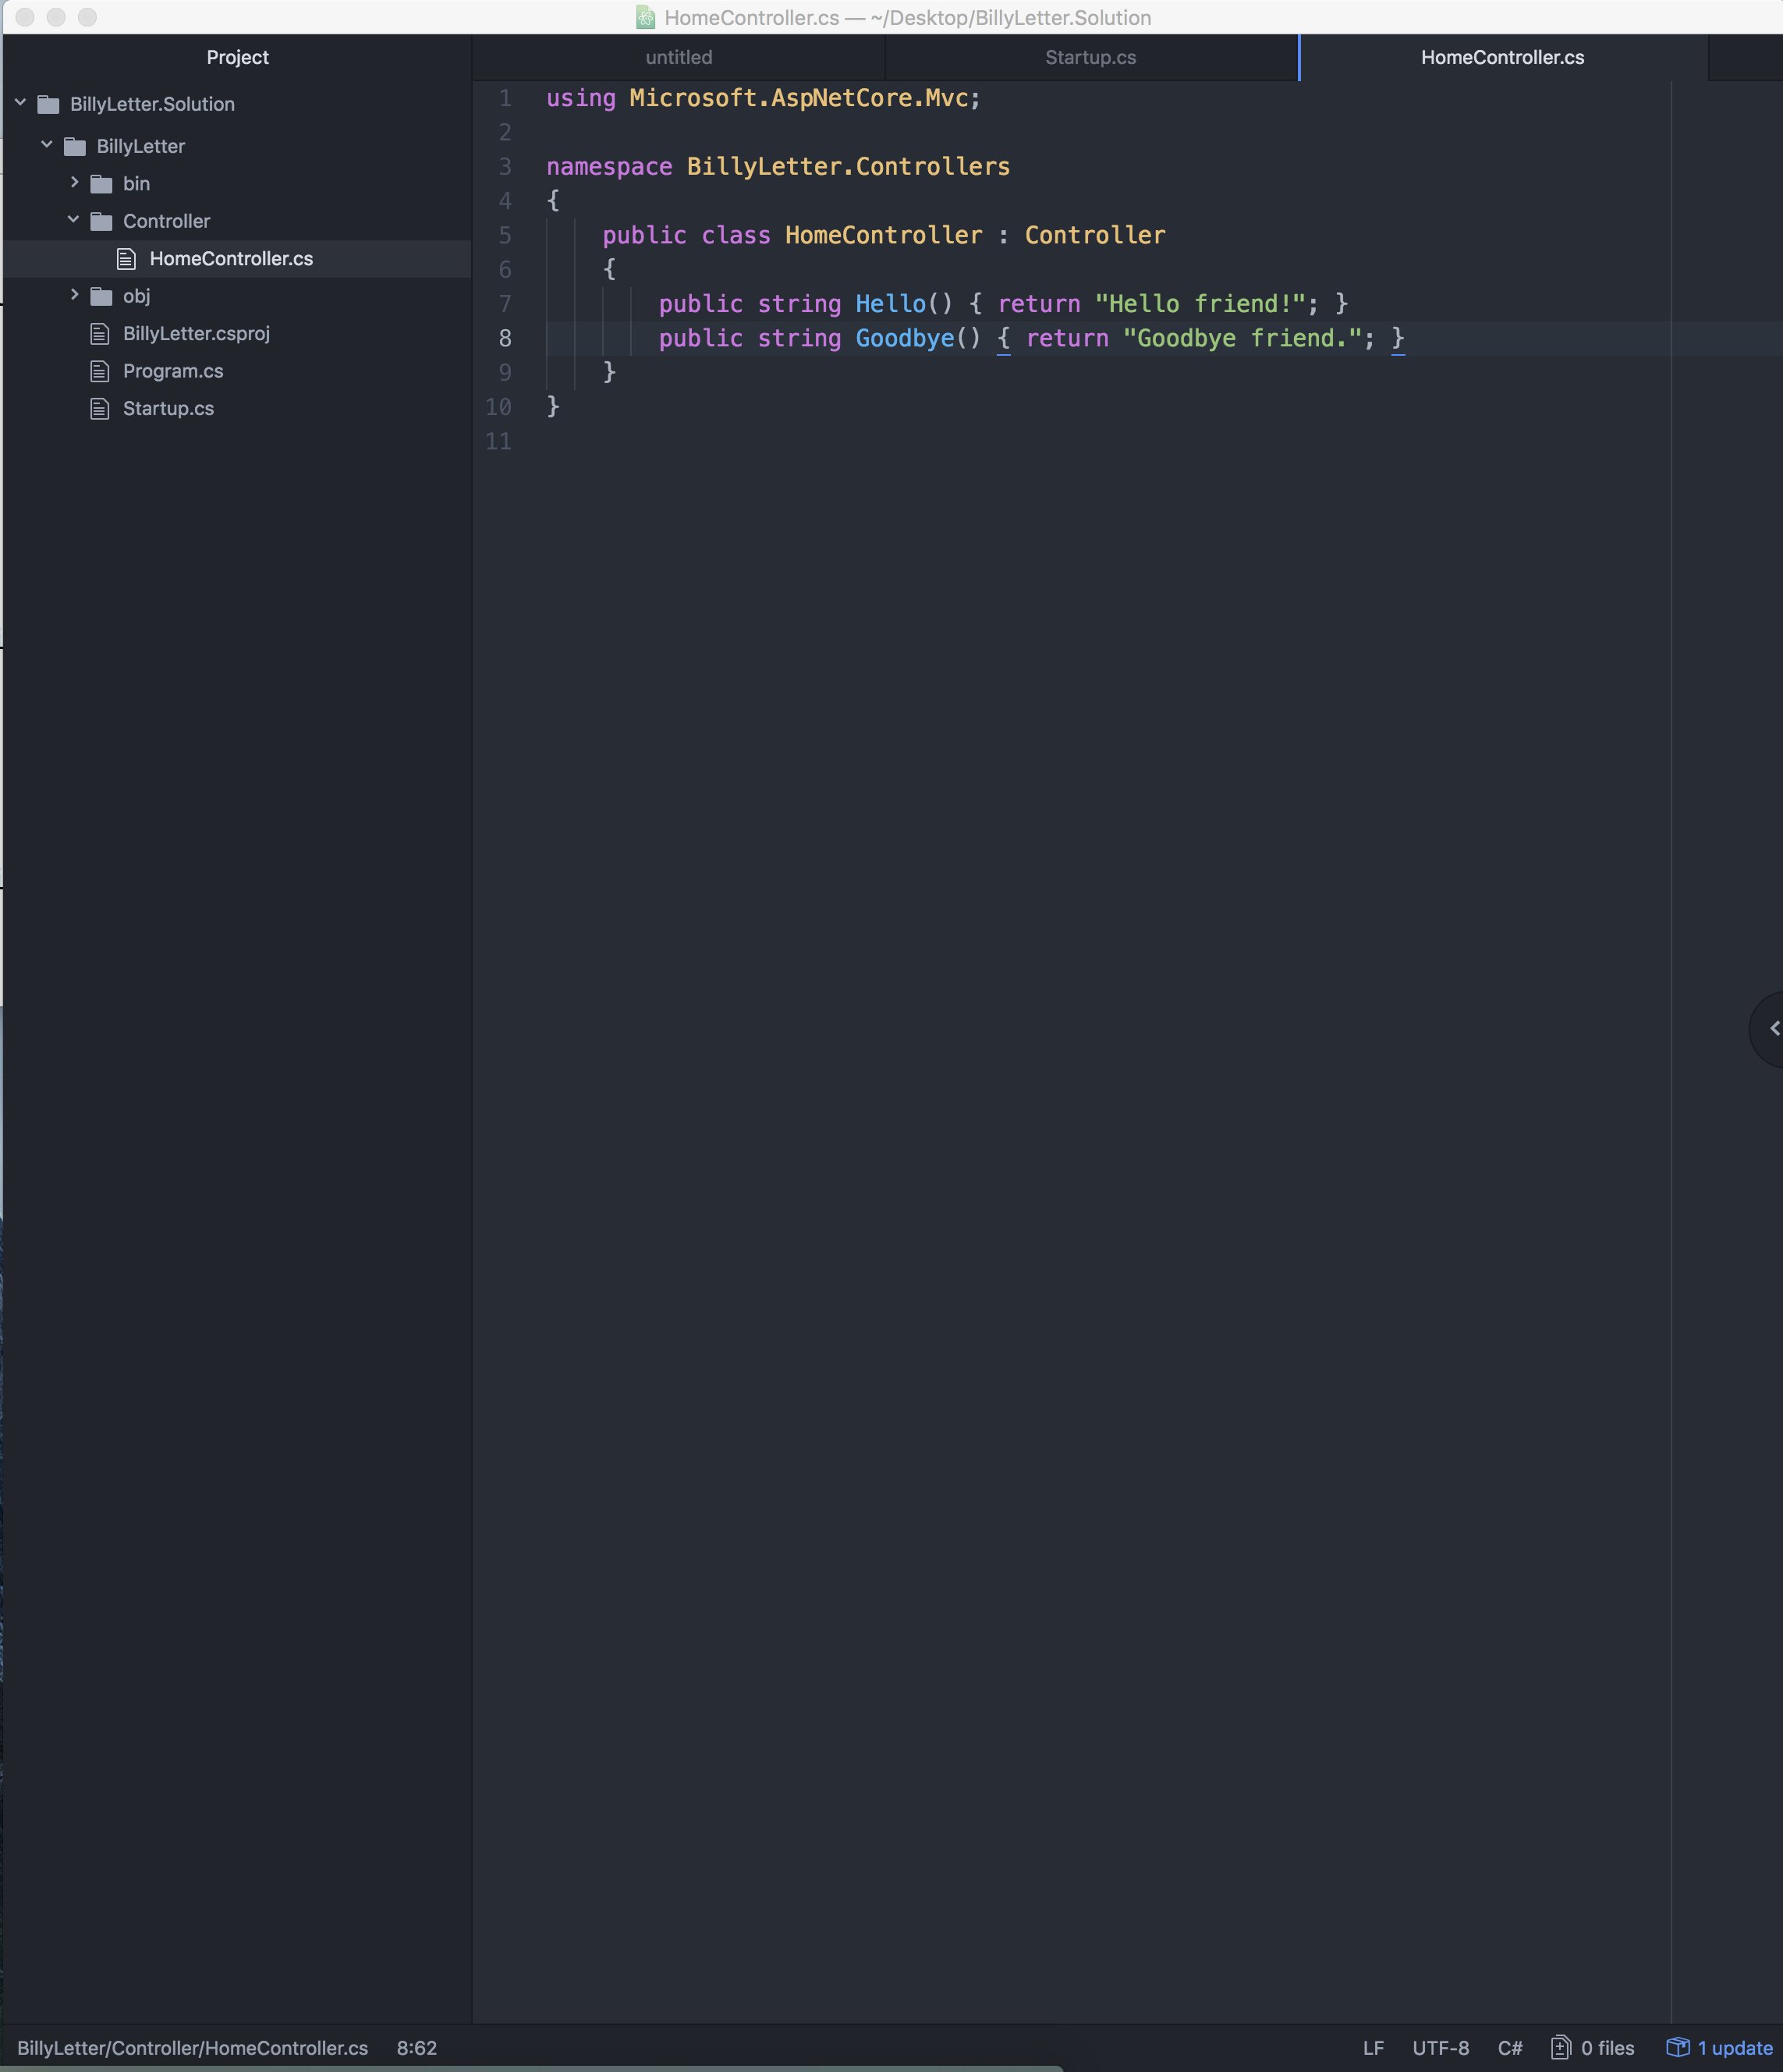 HomeController.cs — ~/Desktop/BillyLetter.Solution
Project
BillyLetter.Solution
BillyLetter
bin
Controller
HomeController.cs
obj
BillyLetter.csproj
Program.cs
Startup.cs
untitled
Startup.cs
HomeController.cs
1 using Microsoft.AspNetCore.Mvc;
2
3 namespace BillyLetter.Controllers
4 {
5 public class HomeController : Controller
6 {
7 public string Hello() { return "Hello friend!"; }
8 public string Goodbye() { return "Goodbye friend."; }
9 }
10 }
11
BillyLetter/Controller/HomeController.cs 8:62
LF UTF-8 C# 0 files 1 update